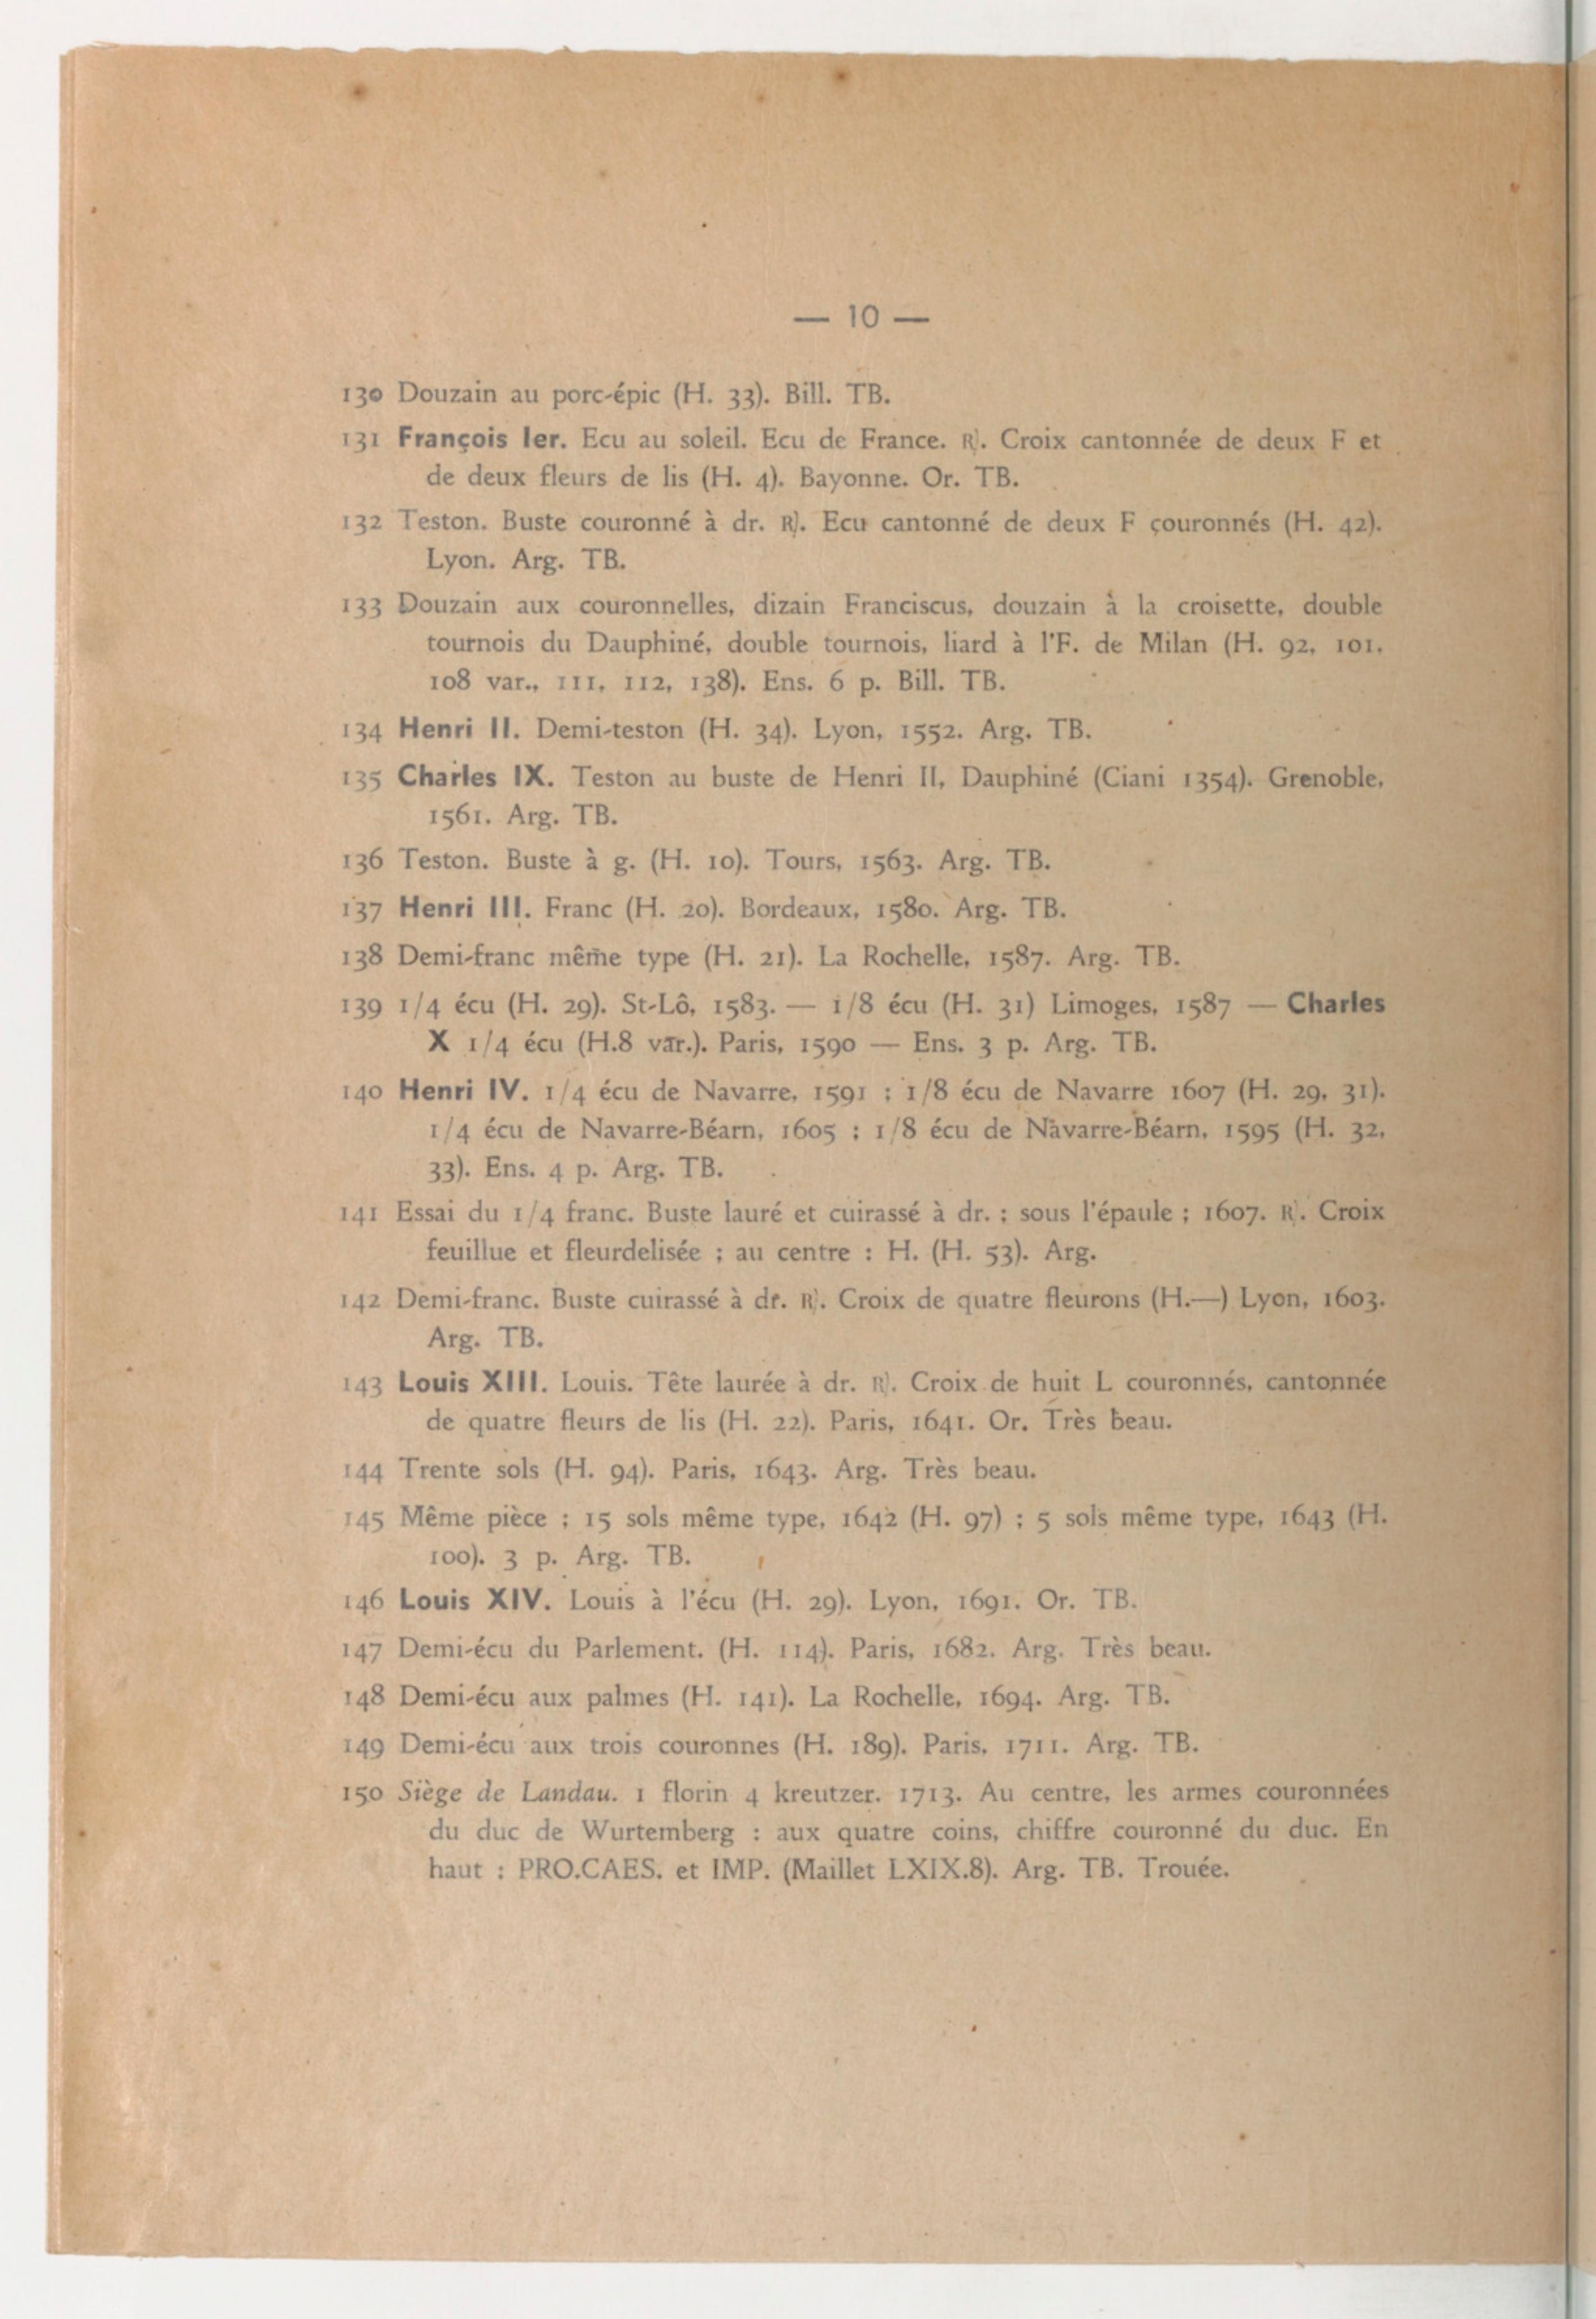 — 10 —
130 Douzain au porc-épic (H. 33). Bill. TB.
131 François Ier. Ecu au soleil. Ecu de France. R). Croix cantonnée de deux F et
de deux fleurs de lis (H. 4). Bayonne. Or. TB.
132 Teston. Buste couronné à dr. R). Ecu cantonné de deux F couronnés (H. 42).
Lyon. Arg. TB.
133 Douzain aux couronnelles, dizain Franciscus, douzain à la croisette, double
tournois du Dauphiné, double tournois, liard à l'F. de Milan (H. 92, 101,
108 var., 111, 112, 138). Ens. 6 p. Bill. TB.
134 Henri II. Demi-teston (H. 34). Lyon, 1552. Arg. TB.
135 Charles IX. Teston au buste de Henri II, Dauphiné (Ciani 1354). Grenoble,
1561. Arg. TB.
136 Teston. Buste à g. (H. 10). Tours, 1563. Arg. TB.
137 Henri III. Franc (H. 20). Bordeaux, 1580. Arg. TB.
138 Demi-franc même type (H. 21). La Rochelle, 1587. Arg. TB.
139 1/4 écu (H. 29). St-Lô, 1583. — 1/8 écu (H. 31) Limoges, 1587 — Charles
X 1/4 écu (H.8 var.). Paris, 1590 — Ens. 3 p. Arg. TB.
140 Henri IV. 1/4 écu de Navarre, 1591 ; 1/8 écu de Navarre 1607 (H. 29, 31).
1/4 écu de Navarre-Béarn, 1605 ; 1/8 écu de Navarre-Béarn, 1595 (H. 32,
33). Ens. 4 p. Arg. TB.
141 Essai du 1/4 franc. Buste lauré et cuirassé à dr. ; sous l'épaule ; 1607. R). Croix
feuillue et fleurdelisée ; au centre : H. (H. 53). Arg.
142 Demi-franc. Buste cuirassé à dr. R). Croix de quatre fleurons (H.—) Lyon, 1603.
Arg. TB.
143 Louis XIII. Louis. Tête laurée à dr. R). Croix de huit L couronnés, cantonnée
de quatre fleurs de lis (H. 22). Paris, 1641. Or. Très beau.
144 Trente sols (H. 94). Paris, 1643. Arg. Très beau.
145 Même pièce ; 15 sols même type, 1642 (H. 97) ; 5 sols même type, 1643 (H.
100). 3 p. Arg. TB.
146 Louis XIV. Louis à l'écu (H. 29). Lyon, 1691. Or. TB.
147 Demi-écu du Parlement. (H. 114). Paris, 1682. Arg. Très beau.
148 Demi-écu aux palmes (H. 141). La Rochelle, 1694. Arg. TB.
149 Demi-écu aux trois couronnes (H. 189). Paris, 1711. Arg. TB.
150 Siège de Landau. 1 florin 4 kreutzer. 1713. Au centre, les armes couronnées
du duc de Wurtemberg : aux quatre coins, chiffre couronné du duc. En
haut : PRO.CAES. et IMP. (Maillet LXIX.8). Arg. TB. Trouée.